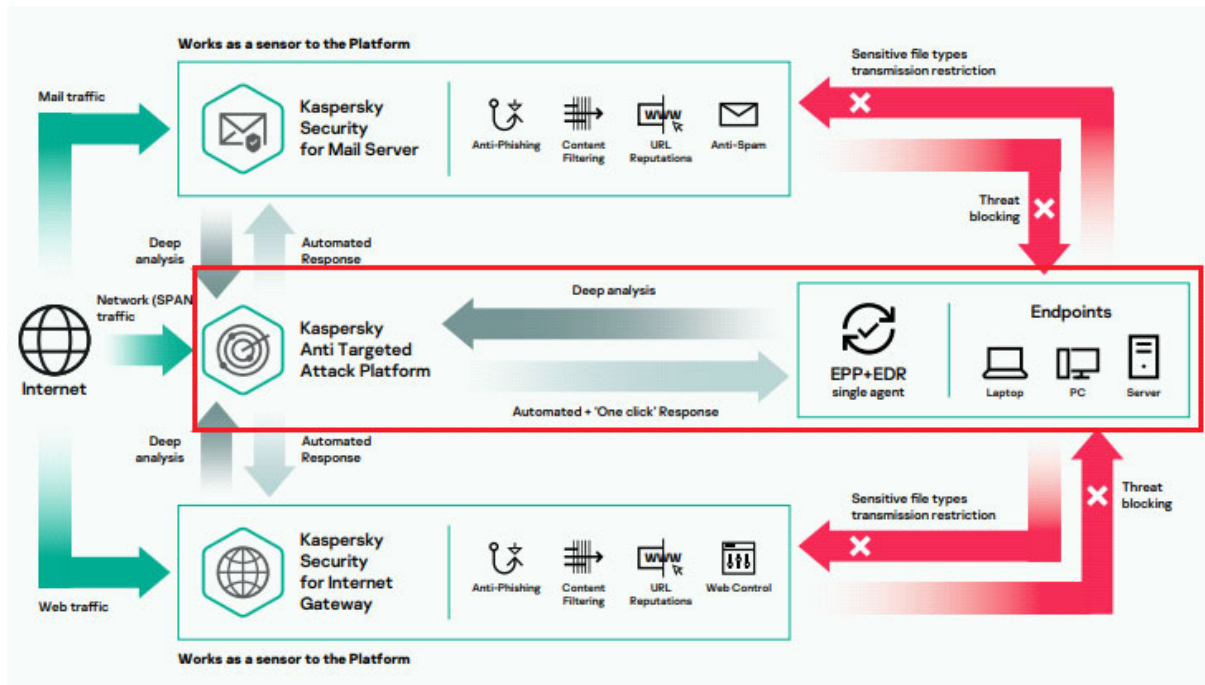 Works as a sensor to the Platform
Mail traffic
Kaspersky
Security
for Mail Server
Anti-Phishing
Content
Filtering
WWW
URL
Reputations
Anti-Spam
Sensitive file types
transmission restriction
Threat
blocking
Deep
analysis
Automated
Response
Internet
Network (SPAN
traffic
Kaspersky
Anti Targeted
Attack Platform
Deep analysis
Automated + 'One click' Response
EPP+EDR
single agent
Endpoints
Laptop
PC
Server
Deep
analysis
Automated
Response
Web traffic
Kaspersky
Security
for Internet
Gateway
Anti-Phishing
Content
Filtering
WWW
URL
Reputations
Web Control
Sensitive file types
transmission restriction
Threat
blocking
Works as a sensor to the Platform